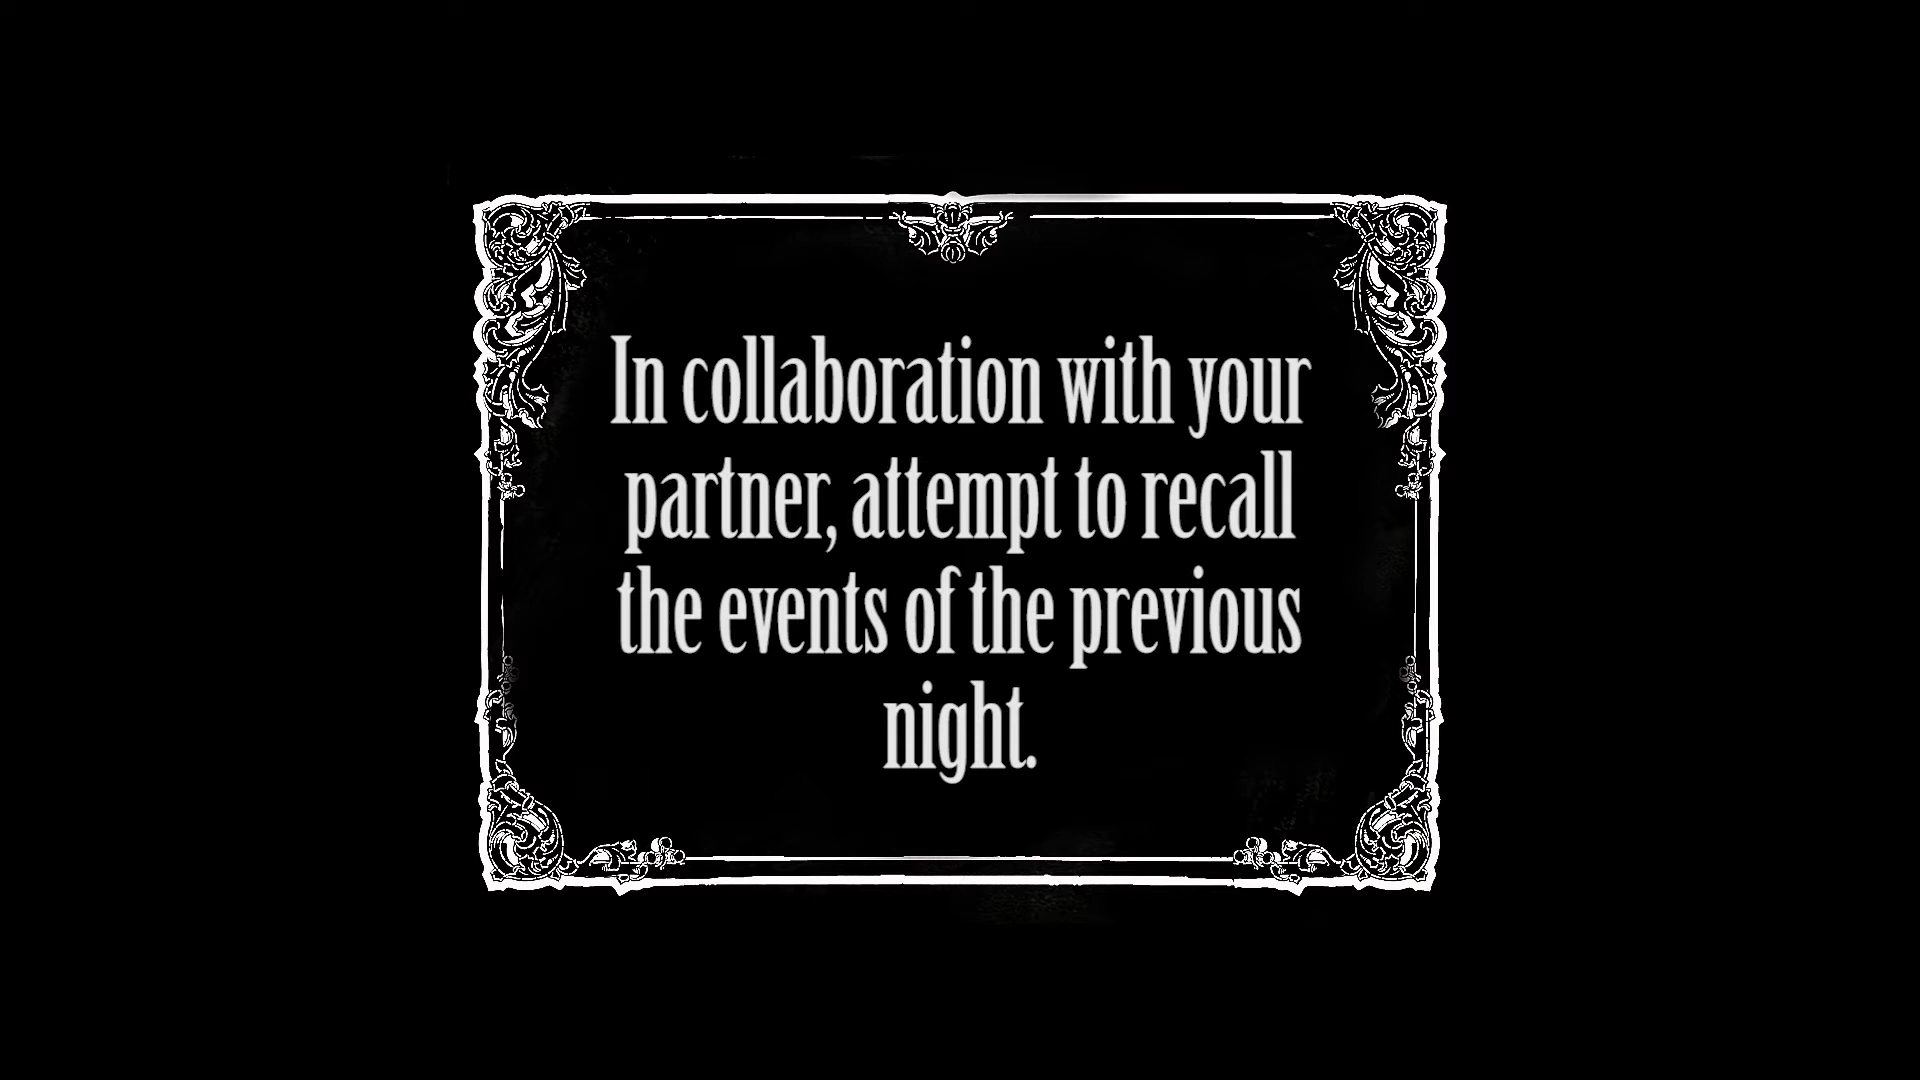 In collaboration with your
partner, attempt to recall
the events of the previous
night.